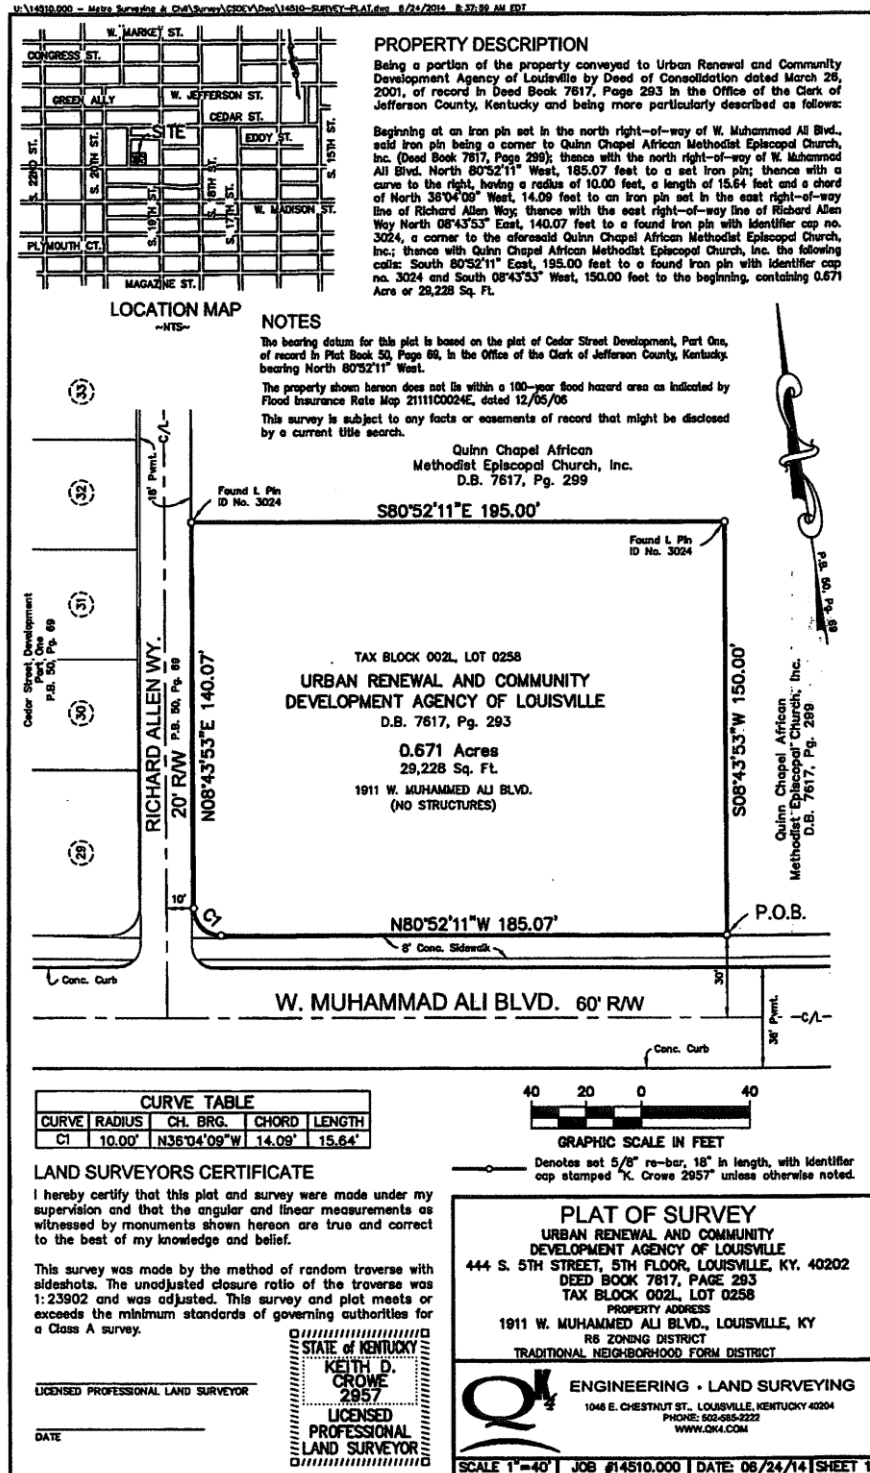 U:\14510.000 - Metro Surveying & Civil\Survey\CSDEV\Dwg\14510-SURVEY-PLAT.dwg 6/24/2014 8:37:59 AM EDT
W. MARKET ST.
CONGRESS ST.
GREEN ALLY
W. JEFFERSON ST.
CEDAR ST.
SITE
EDDY ST.
S. 22ND ST.
S. 20TH ST.
S. 19TH ST.
S. 18TH ST.
S. 17TH ST.
S. 15TH ST.
W. MADISON ST.
PLYMOUTH CT.
MAGAZINE ST.
LOCATION MAP
~NTS~
PROPERTY DESCRIPTION
Being a portion of the property conveyed to Urban Renewal and Community
Development Agency of Louisville by Deed of Consolidation dated March 26,
2001, of record in Deed Book 7617, Page 293 in the Office of the Clerk of
Jefferson County, Kentucky and being more particularly described as follows:
Beginning at an iron pin set in the north right-of-way of W. Muhammad Ali Blvd.,
said iron pin being a corner to Quinn Chapel African Methodist Episcopal Church,
Inc. (Deed Book 7617, Page 299); thence with the north right-of-way of W. Muhammad
Ali Blvd. North 80°52'11" West, 185.07 feet to a set iron pin; thence with a
curve to the right, having a radius of 10.00 feet, a length of 15.64 feet and a chord
of North 36°04'09" West, 14.09 feet to an iron pin set in the east right-of-way
line of Richard Allen Way; thence with the east right-of-way line of Richard Allen
Way North 08°43'53" East, 140.07 feet to a found iron pin with identifier cap no.
3024, a corner to the aforesaid Quinn Chapel African Methodist Episcopal Church,
Inc.; thence with Quinn Chapel African Methodist Episcopal Church, Inc. the following
calls: South 80°52'11" East, 195.00 feet to a found iron pin with identifier cap
no. 3024 and South 08°43'53" West, 150.00 feet to the beginning, containing 0.671
Acre or 29,228 Sq. Ft.
NOTES
The bearing datum for this plat is based on the plat of Cedar Street Development, Part One,
of record in Plat Book 50, Page 69, in the Office of the Clerk of Jefferson County, Kentucky.
bearing North 80°52'11" West.
The property shown hereon does not lie within a 100-year flood hazard area as indicated by
Flood Insurance Rate Map 21111C0024E, dated 12/05/06
This survey is subject to any facts or easements of record that might be disclosed
by a current title search.
Quinn Chapel African
Methodist Episcopal Church, Inc.
D.B. 7617, Pg. 299
33
32
31
30
29
Cedar Street Development
Part One
P.B. 50, Pg. 69
18' Pvmt.
C/L
Found I. Pin
ID No. 3024
S80°52'11"E 195.00'
Found I. Pin
ID No. 3024
P.B. 50, Pg. 69
RICHARD ALLEN WY.
20' R/W P.B. 50, Pg. 69
N08°43'53"E 140.07'
TAX BLOCK 002L, LOT 0258
URBAN RENEWAL AND COMMUNITY
DEVELOPMENT AGENCY OF LOUISVILLE
D.B. 7617, Pg. 293
0.671 Acres
29,228 Sq. Ft.
1911 W. MUHAMMED ALI BLVD.
(NO STRUCTURES)
S08°43'53"W 150.00'
Quinn Chapel African
Methodist Episcopal Church, Inc.
D.B. 7617, Pg. 299
10'
C1
N80°52'11"W 185.07'
P.O.B.
8' Conc. Sidewalk
Conc. Curb
30'
W. MUHAMMAD ALI BLVD. 60' R/W
36' Pvmt.
C/L
Conc. Curb
CURVE TABLE
CURVE RADIUS CH. BRG. CHORD LENGTH
C1 10.00' N36°04'09"W 14.09' 15.64'
40 20 0 40
GRAPHIC SCALE IN FEET
Denotes set 5/8" re-bar, 18" in length, with identifier
cap stamped "K. Crowe 2957" unless otherwise noted.
LAND SURVEYORS CERTIFICATE
I hereby certify that this plat and survey were made under my
supervision and that the angular and linear measurements as
witnessed by monuments shown hereon are true and correct
to the best of my knowledge and belief.
This survey was made by the method of random traverse with
sideshots. The unadjusted closure ratio of the traverse was
1:23902 and was adjusted. This survey and plat meets or
exceeds the minimum standards of governing authorities for
a Class A survey.
LICENSED PROFESSIONAL LAND SURVEYOR
DATE
STATE of KENTUCKY
KEITH D.
CROWE
2957
LICENSED
PROFESSIONAL
LAND SURVEYOR
PLAT OF SURVEY
URBAN RENEWAL AND COMMUNITY
DEVELOPMENT AGENCY OF LOUISVILLE
444 S. 5TH STREET, 5TH FLOOR, LOUISVILLE, KY. 40202
DEED BOOK 7617, PAGE 293
TAX BLOCK 002L, LOT 0258
PROPERTY ADDRESS
1911 W. MUHAMMED ALI BLVD., LOUISVILLE, KY
R6 ZONING DISTRICT
TRADITIONAL NEIGHBORHOOD FORM DISTRICT
QK4
ENGINEERING • LAND SURVEYING
1046 E. CHESTNUT ST., LOUISVILLE, KENTUCKY 40204
PHONE: 502-585-2222
WWW.QK4.COM
SCALE 1"=40' JOB #14510.000 DATE: 06/24/14 SHEET 1